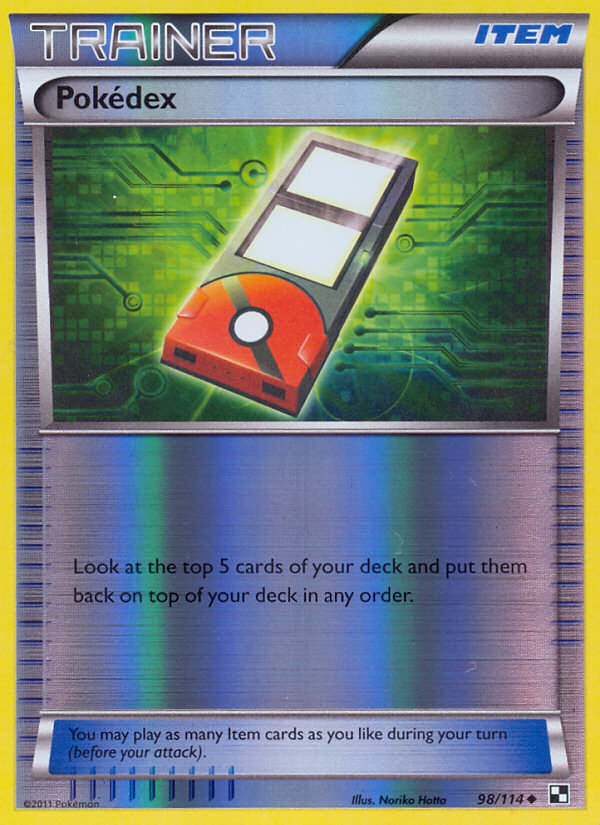 TRAINER
ITEM
Pokédex
Look at the top 5 cards of your deck and put them
back on top of your deck in any order.
You may play as many Item cards as you like during your turn
(before your attack).
©2011 Pokémon
Illus. Noriko Hotta
98/114